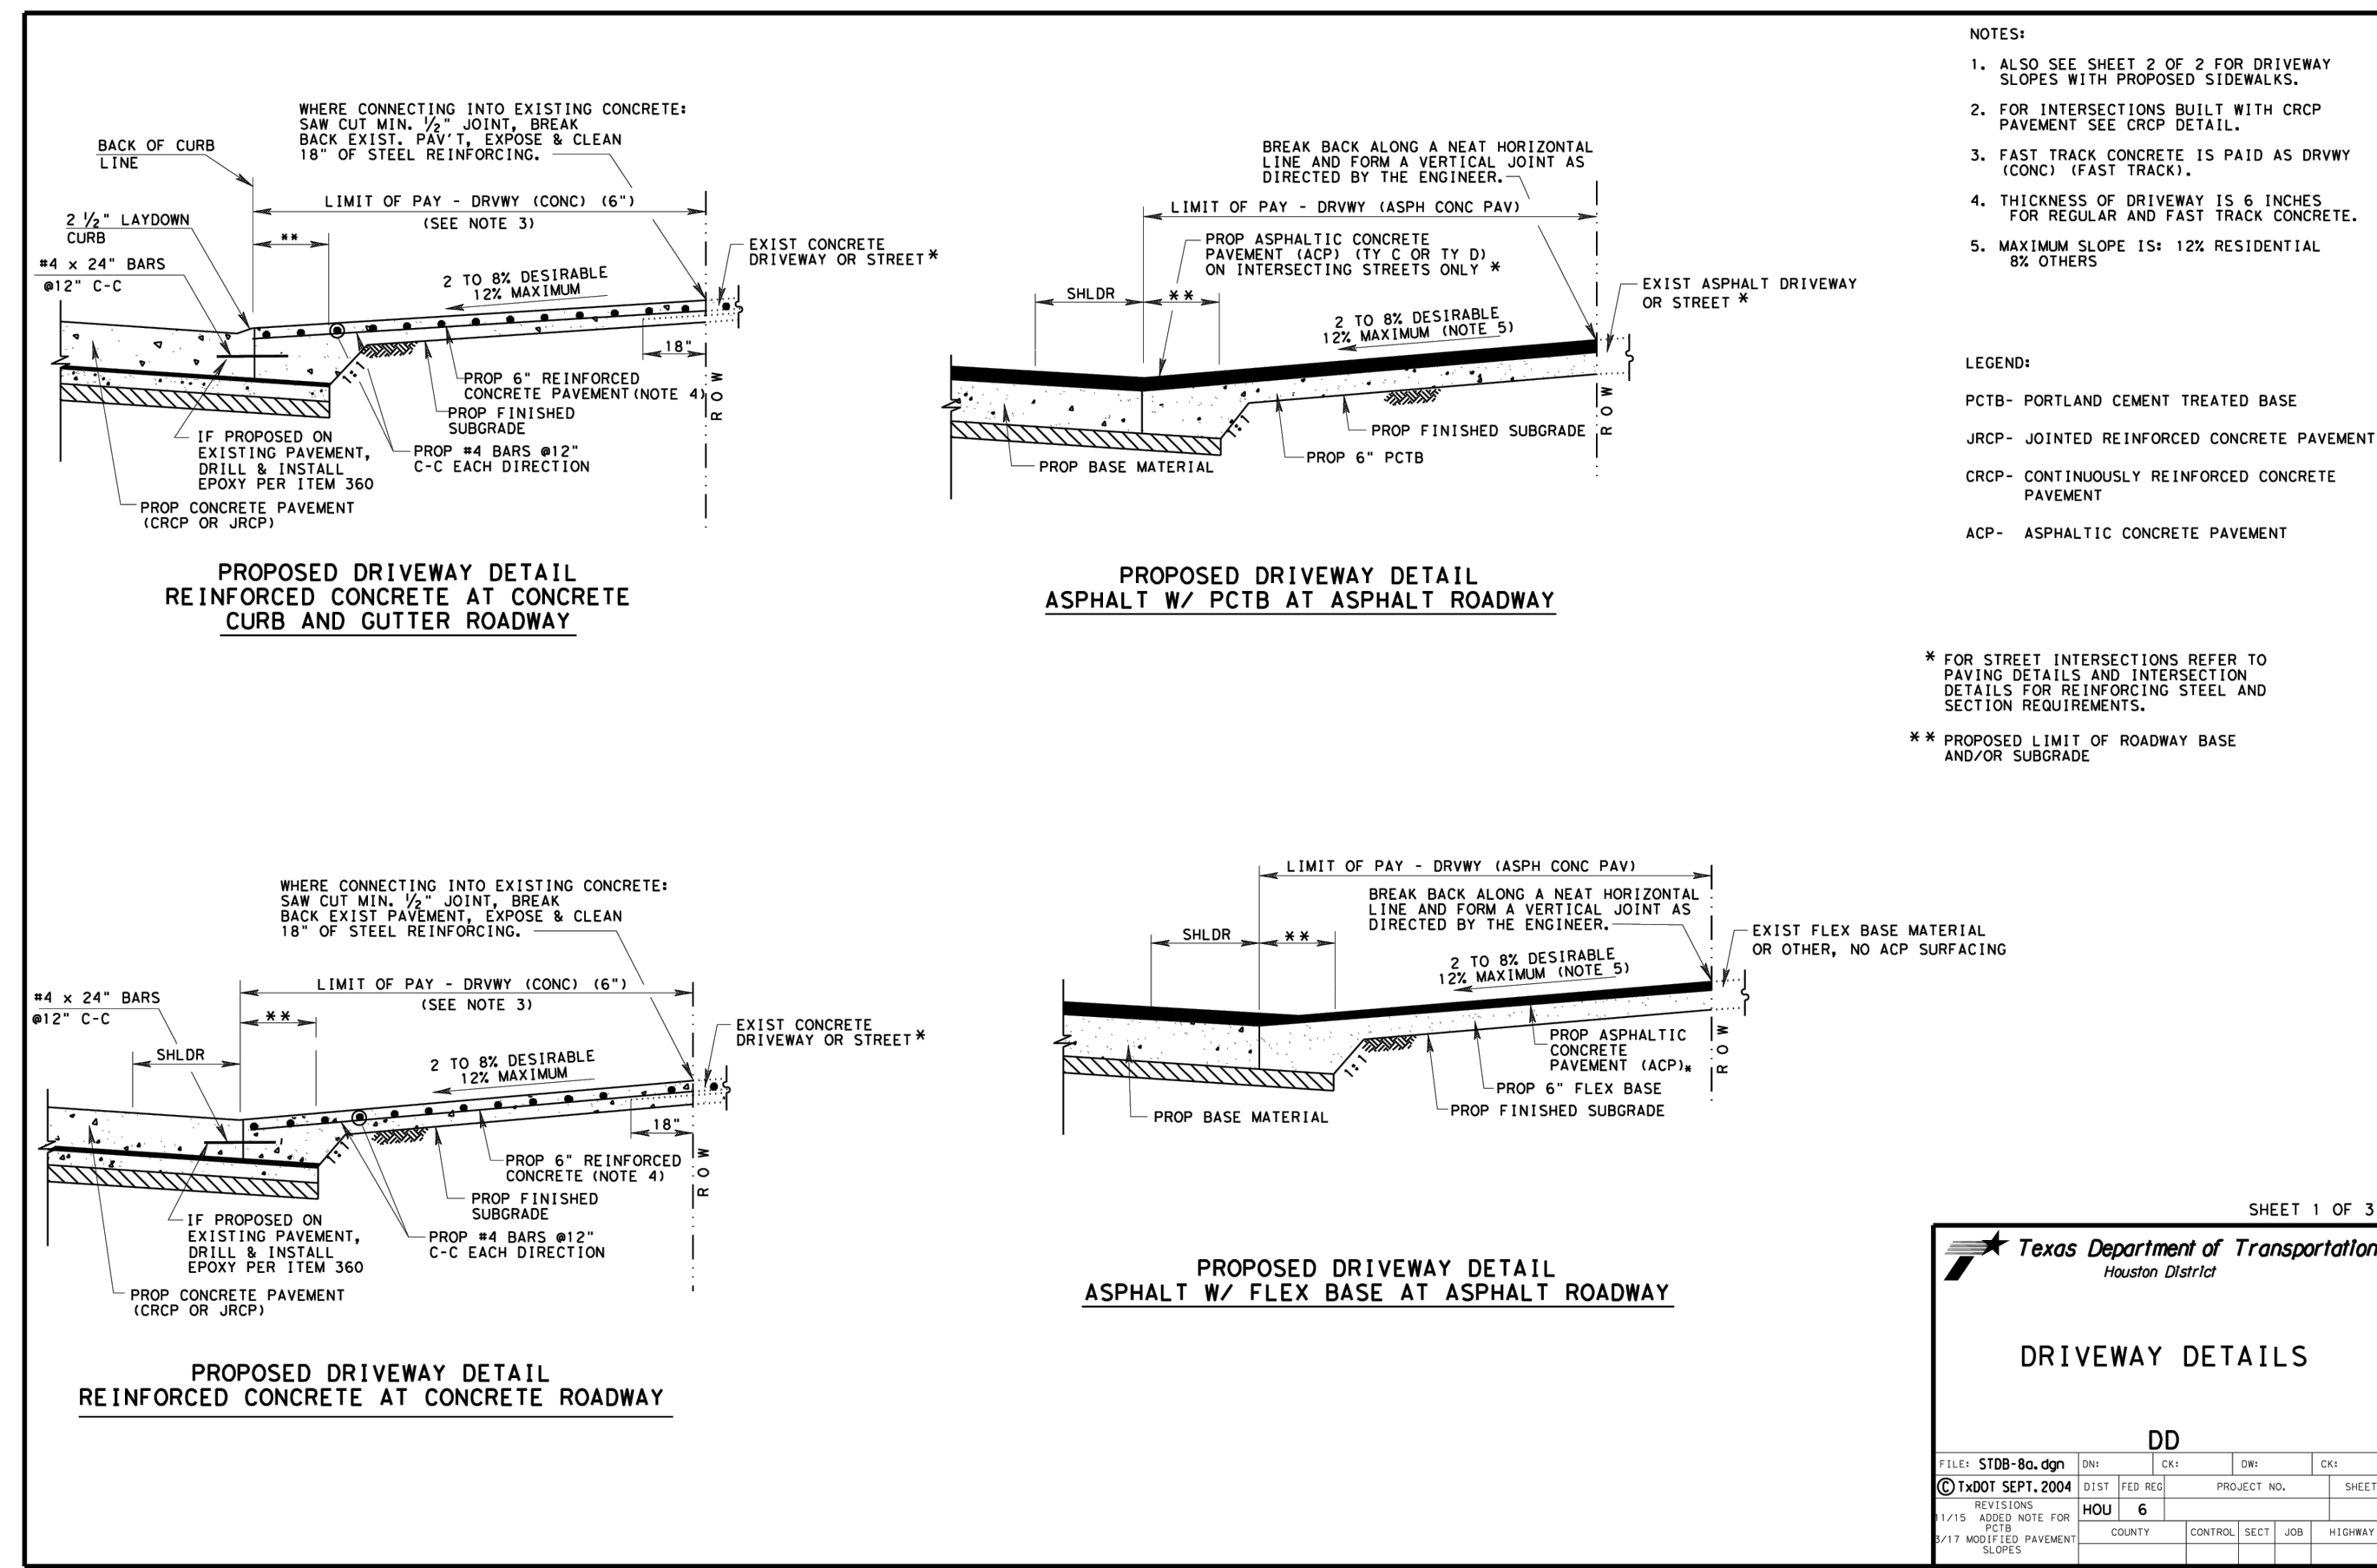 WHERE CONNECTING INTO EXISTING CONCRETE:
SAW CUT MIN. 1/2" JOINT, BREAK
BACK EXIST. PAV'T, EXPOSE & CLEAN
18" OF STEEL REINFORCING.
BACK OF CURB
LINE
LIMIT OF PAY - DRVWY (CONC) (6")
(SEE NOTE 3)
2 1/2" LAYDOWN
CURB
**
EXIST CONCRETE
DRIVEWAY OR STREET*
#4 x 24" BARS
@12" C-C
2 TO 8% DESIRABLE
12% MAXIMUM
18"
1:1
PROP 6" REINFORCED
CONCRETE PAVEMENT(NOTE 4)
ROW
PROP FINISHED
SUBGRADE
IF PROPOSED ON
EXISTING PAVEMENT,
DRILL & INSTALL
EPOXY PER ITEM 360
PROP #4 BARS @12"
C-C EACH DIRECTION
PROP CONCRETE PAVEMENT
(CRCP OR JRCP)
PROPOSED DRIVEWAY DETAIL
REINFORCED CONCRETE AT CONCRETE
CURB AND GUTTER ROADWAY
BREAK BACK ALONG A NEAT HORIZONTAL
LINE AND FORM A VERTICAL JOINT AS
DIRECTED BY THE ENGINEER.
LIMIT OF PAY - DRVWY (ASPH CONC PAV)
PROP ASPHALTIC CONCRETE
PAVEMENT (ACP) (TY C OR TY D)
ON INTERSECTING STREETS ONLY *
SHLDR
**
EXIST ASPHALT DRIVEWAY
OR STREET *
2 TO 8% DESIRABLE
12% MAXIMUM (NOTE 5)
1:1
ROW
PROP FINISHED SUBGRADE
PROP 6" PCTB
PROP BASE MATERIAL
PROPOSED DRIVEWAY DETAIL
ASPHALT W/ PCTB AT ASPHALT ROADWAY
NOTES:
1. ALSO SEE SHEET 2 OF 2 FOR DRIVEWAY
SLOPES WITH PROPOSED SIDEWALKS.
2. FOR INTERSECTIONS BUILT WITH CRCP
PAVEMENT SEE CRCP DETAIL.
3. FAST TRACK CONCRETE IS PAID AS DRVWY
(CONC) (FAST TRACK).
4. THICKNESS OF DRIVEWAY IS 6 INCHES
FOR REGULAR AND FAST TRACK CONCRETE.
5. MAXIMUM SLOPE IS: 12% RESIDENTIAL
8% OTHERS
LEGEND:
PCTB- PORTLAND CEMENT TREATED BASE
JRCP- JOINTED REINFORCED CONCRETE PAVEMENT
CRCP- CONTINUOUSLY REINFORCED CONCRETE
PAVEMENT
ACP- ASPHALTIC CONCRETE PAVEMENT
* FOR STREET INTERSECTIONS REFER TO
PAVING DETAILS AND INTERSECTION
DETAILS FOR REINFORCING STEEL AND
SECTION REQUIREMENTS.
** PROPOSED LIMIT OF ROADWAY BASE
AND/OR SUBGRADE
WHERE CONNECTING INTO EXISTING CONCRETE:
SAW CUT MIN. 1/2" JOINT, BREAK
BACK EXIST PAVEMENT, EXPOSE & CLEAN
18" OF STEEL REINFORCING.
LIMIT OF PAY - DRVWY (CONC) (6")
(SEE NOTE 3)
#4 x 24" BARS
@12" C-C
**
SHLDR
EXIST CONCRETE
DRIVEWAY OR STREET*
2 TO 8% DESIRABLE
12% MAXIMUM
18"
1:1
PROP 6" REINFORCED
CONCRETE (NOTE 4)
ROW
PROP FINISHED
SUBGRADE
IF PROPOSED ON
EXISTING PAVEMENT,
DRILL & INSTALL
EPOXY PER ITEM 360
PROP #4 BARS @12"
C-C EACH DIRECTION
PROP CONCRETE PAVEMENT
(CRCP OR JRCP)
PROPOSED DRIVEWAY DETAIL
REINFORCED CONCRETE AT CONCRETE ROADWAY
LIMIT OF PAY - DRVWY (ASPH CONC PAV)
BREAK BACK ALONG A NEAT HORIZONTAL
LINE AND FORM A VERTICAL JOINT AS
DIRECTED BY THE ENGINEER.
SHLDR
**
EXIST FLEX BASE MATERIAL
OR OTHER, NO ACP SURFACING
2 TO 8% DESIRABLE
12% MAXIMUM (NOTE 5)
1:1
PROP ASPHALTIC
CONCRETE
PAVEMENT (ACP)*
ROW
PROP 6" FLEX BASE
PROP FINISHED SUBGRADE
PROP BASE MATERIAL
PROPOSED DRIVEWAY DETAIL
ASPHALT W/ FLEX BASE AT ASPHALT ROADWAY
SHEET 1 OF 3
Texas Department of Transportation
Houston District
DRIVEWAY DETAILS
DD
FILE: STDB-8a.dgn DN: CK: DW: CK:
© TxDOT SEPT. 2004 DIST FED REG PROJECT NO. SHEET
REVISIONS
HOU 6
11/15 ADDED NOTE FOR
PCTB
3/17 MODIFIED PAVEMENT
SLOPES
COUNTY CONTROL SECT JOB HIGHWAY